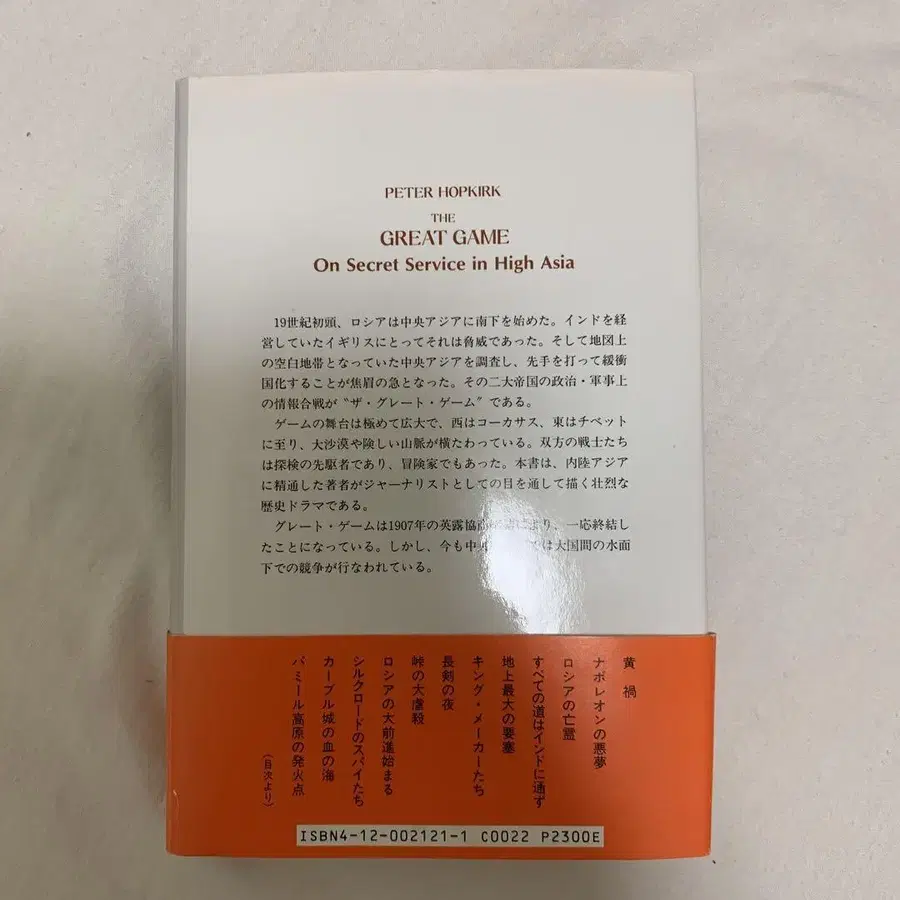 PETER HOPKIRK
THE
GREAT GAME
On Secret Service in High Asia
19世紀初頭、ロシアは中央アジアに南下を始めた。インドを経
営していたイギリスにとってそれは脅威であった。そして地図上
の空白地帯となっていた中央アジアを調査し、先手を打って緩衝
国化することが焦眉の急となった。その二大帝国の政治・軍事上
の情報合戦が〝ザ・グレート・ゲーム〟である。
ゲームの舞台は極めて広大で、西はコーカサス、東はチベット
に至り、大沙漠や険しい山脈が横たわっている。双方の戦士たち
は探検の先駆者であり、冒険家でもあった。本書は、内陸アジア
に精通した著者がジャーナリストとしての目を通して描く壮烈な
歴史ドラマである。
グレート・ゲームは1907年の英露協商 により、一応終結し
たことになっている。しかし、今も中央 は大国間の水面
下での競争が行なわれている。
黄禍
ナポレオンの悪夢
ロシアの亡霊
すべての道はインドに通ず
地上最大の要塞
キング・メーカーたち
長剣の夜
峠の大虐殺
ロシアの大前進始まる
シルクロードのスパイたち
カーブル城の血の海
パミール高原の発火点
(目次より)
ISBN4-12-002121-1 C0022 P2300E